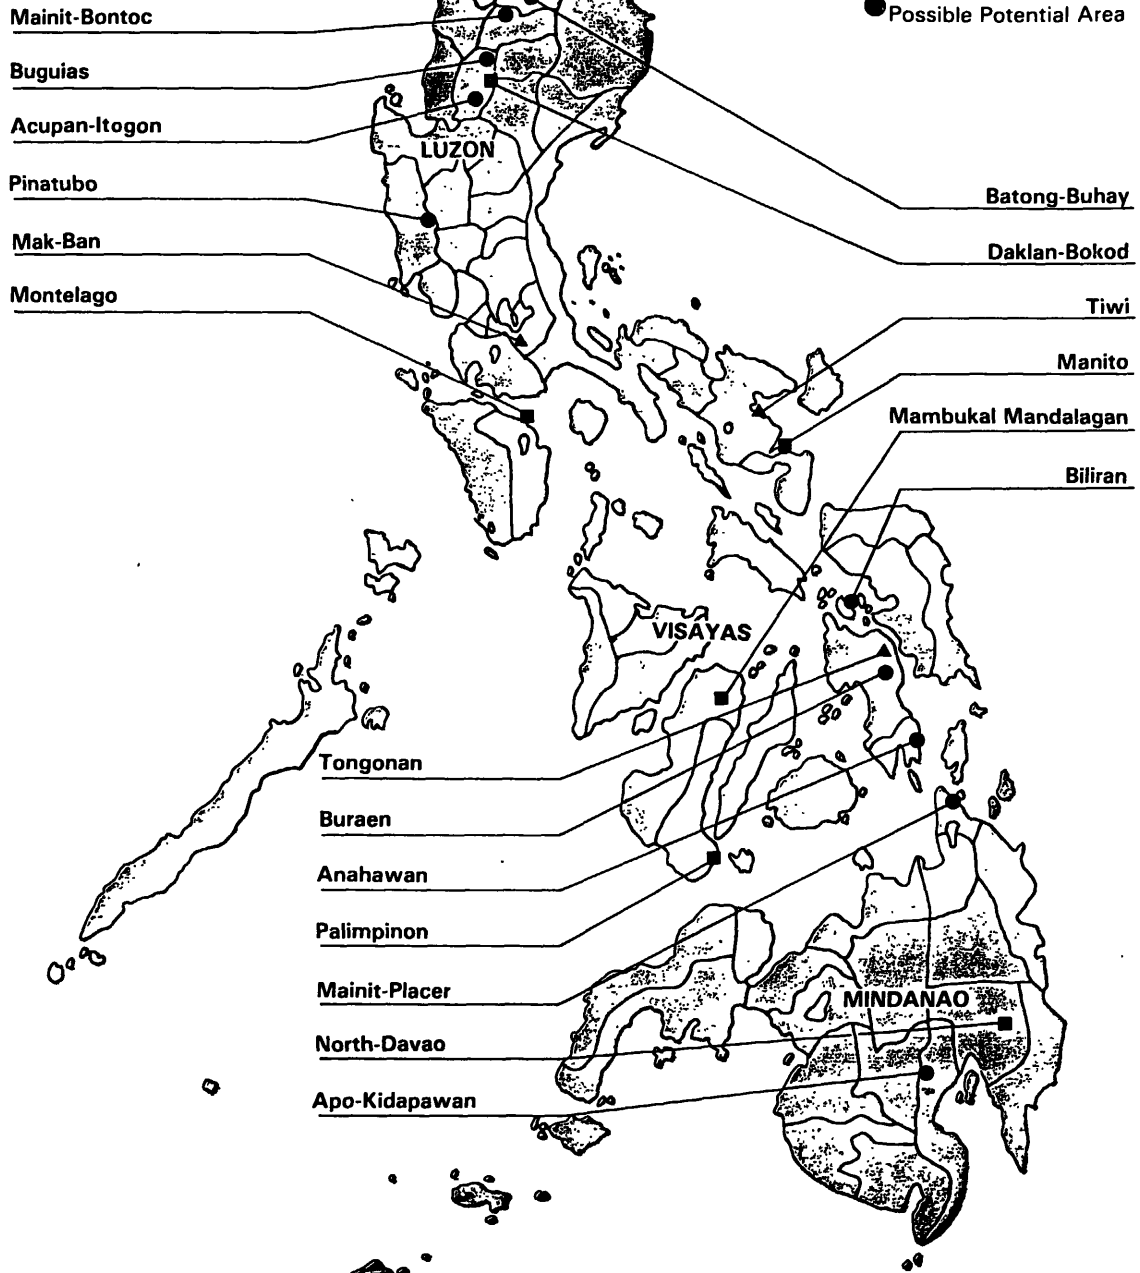 Mainit-Bontoc
Possible Potential Area
Buguias
Acupan-Itogon
LUZON
Pinatubo
Batong-Buhay
Mak-Ban
Daklan-Bokod
Montelago
Tiwi
Manito
Mambukal Mandalagan
Biliran
VISAYAS
Tongonan
Buraen
Anahawan
Palimpinon
Mainit-Placer
MINDANAO
North-Davao
Apo-Kidapawan